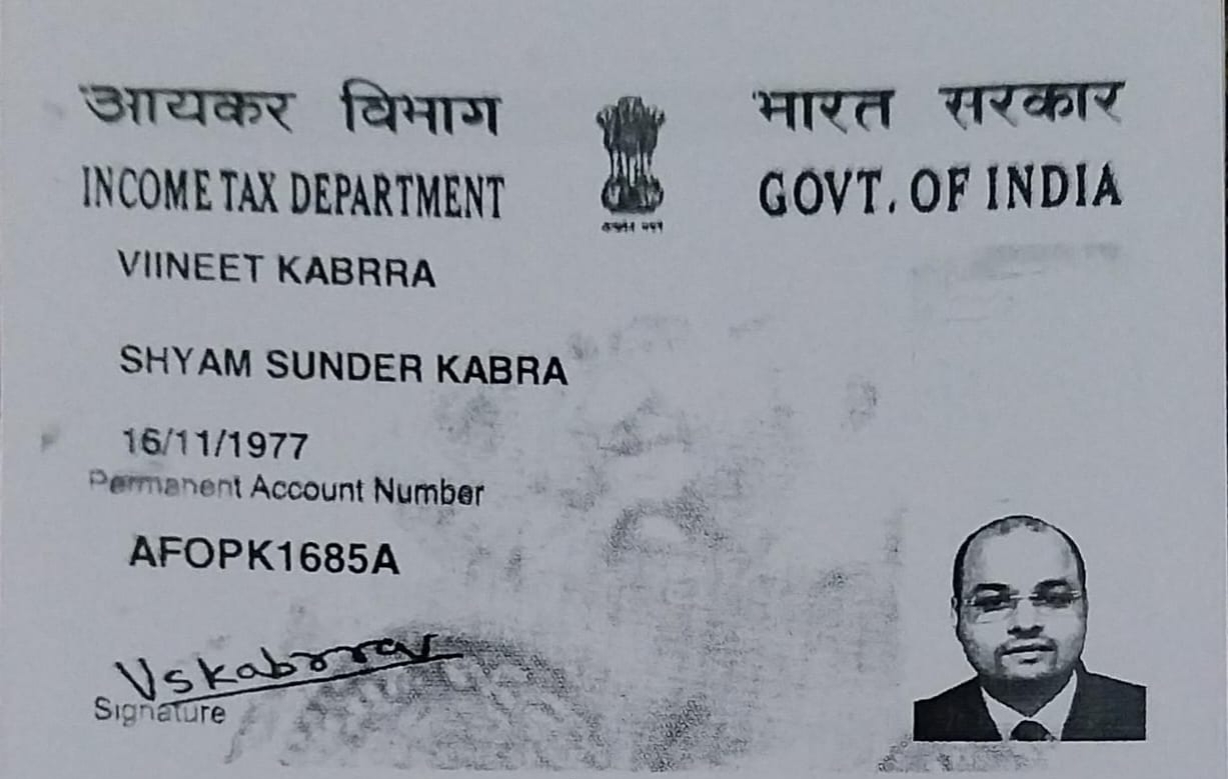 आयकर विभाग भारत सरकार
INCOME TAX DEPARTMENT GOVT. OF INDIA
VIINEET KABRRA
SHYAM SUNDER KABRA
16/11/1977
Permanent Account Number
AFOPK1685A
Vskabrrra
Signature